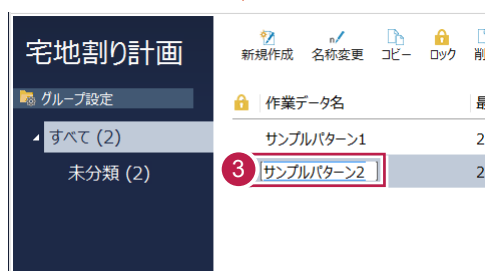 宅地割り計画
新規作成 名称変更 コピー ロック 削
グループ設定
作業データ名
すべて (2)
サンプルパターン1 2
未分類 (2)
3 サンプルパターン2 2